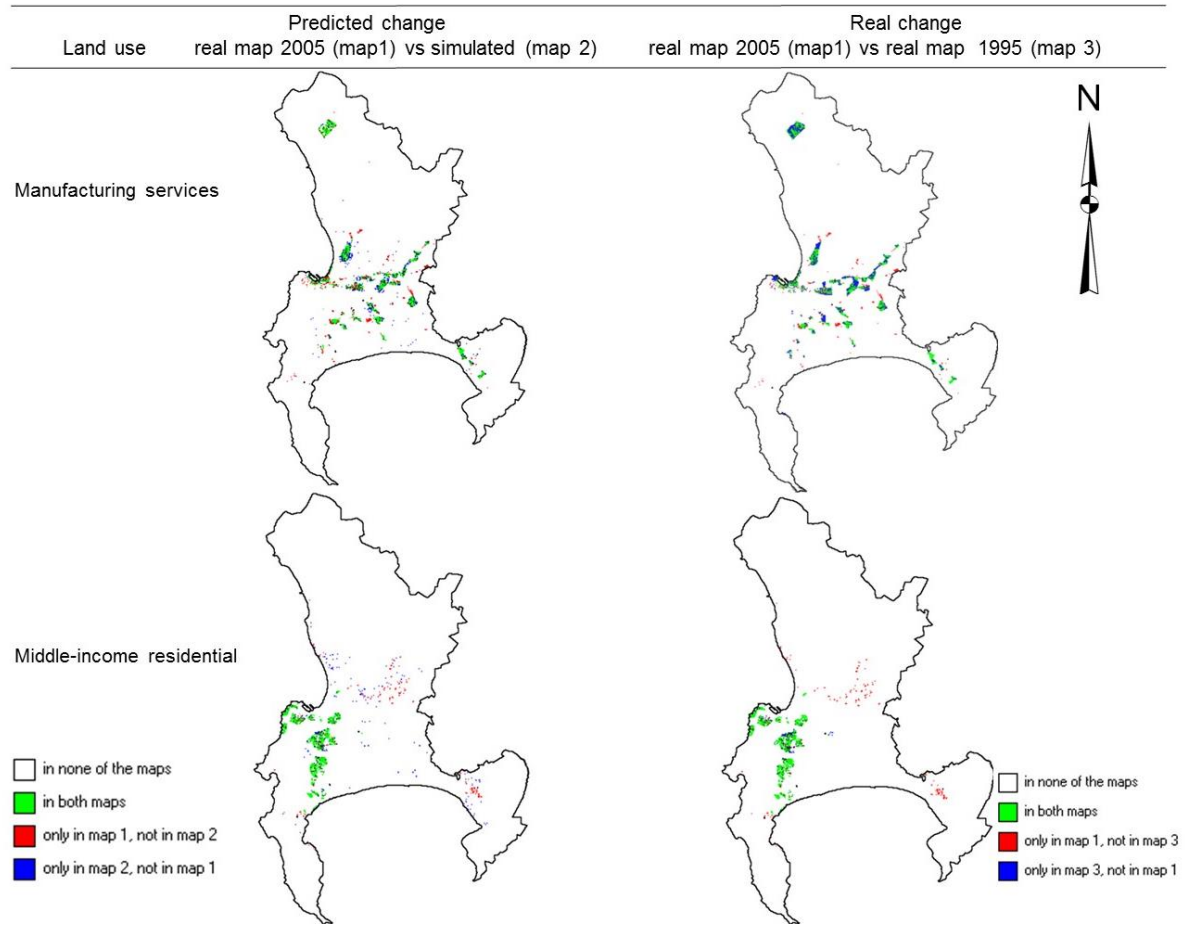 Predicted change
Real change
Land use
real map 2005 (map1) vs simulated (map 2)
real map 2005 (map1) vs real map 1995 (map 3)
N
Manufacturing services
Middle-income residential
in none of the maps
in both maps
only in map 1, not in map 2
only in map 2, not in map 1
in none of the maps
in both maps
only in map 1, not in map 3
only in map 3, not in map 1